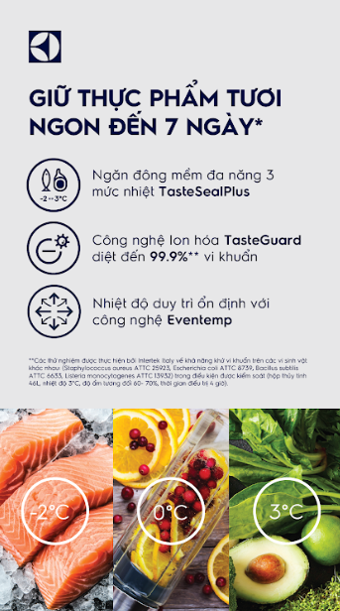 GIỮ THỰC PHẨM TƯƠI
NGON ĐẾN 7 NGÀY*
-2↔3°C
Ngăn đông mềm đa năng 3
mức nhiệt TasteSealPlus
Công nghệ Ion hóa TasteGuard
diệt đến 99.9%** vi khuẩn
Nhiệt độ duy trì ổn định với
công nghệ Eventemp
**Các thử nghiệm được thực hiện bởi Intertek Italy về khả năng khử vi khuẩn trên các vi sinh vật
khác nhau (Staphylococcus aureus ATTC 25923, Escherichia coli ATTC 8739, Bacillus subtilis
ATTC 6633, Listeria monocytogenes ATTC 13932) trong điều kiện được kiểm soát (hộp thủy tinh
46L, nhiệt độ 3°C, độ ẩm tương đối 60- 70%, thời gian điều trị 4 giờ).
-2°C
0°C
3°C